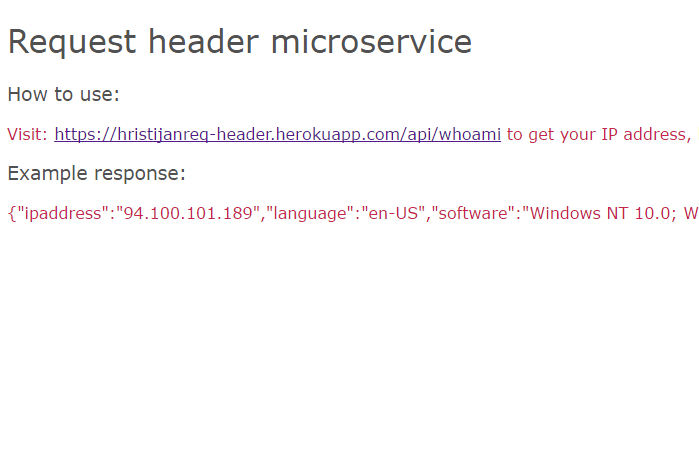 Request header microservice
How to use:
Visit: https://hristijanreq-header.herokuapp.com/api/whoami to get your IP address,
Example response:
{"ipaddress":"94.100.101.189","language":"en-US","software":"Windows NT 10.0; W